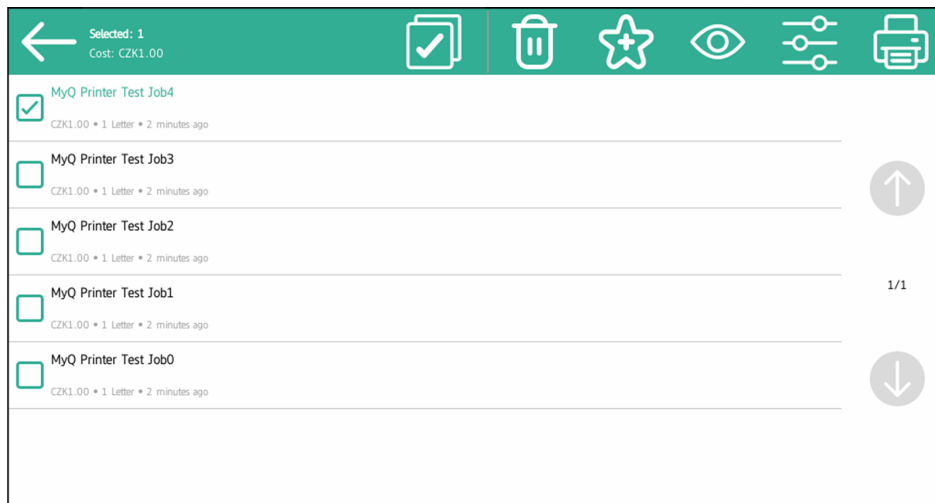 Selected: 1
Cost: CZK1.00
MyQ Printer Test Job4
CZK1.00 • 1 Letter • 2 minutes ago
MyQ Printer Test Job3
CZK1.00 • 1 Letter • 2 minutes ago
MyQ Printer Test Job2
CZK1.00 • 1 Letter • 2 minutes ago
MyQ Printer Test Job1
CZK1.00 • 1 Letter • 2 minutes ago
1/1
MyQ Printer Test Job0
CZK1.00 • 1 Letter • 2 minutes ago